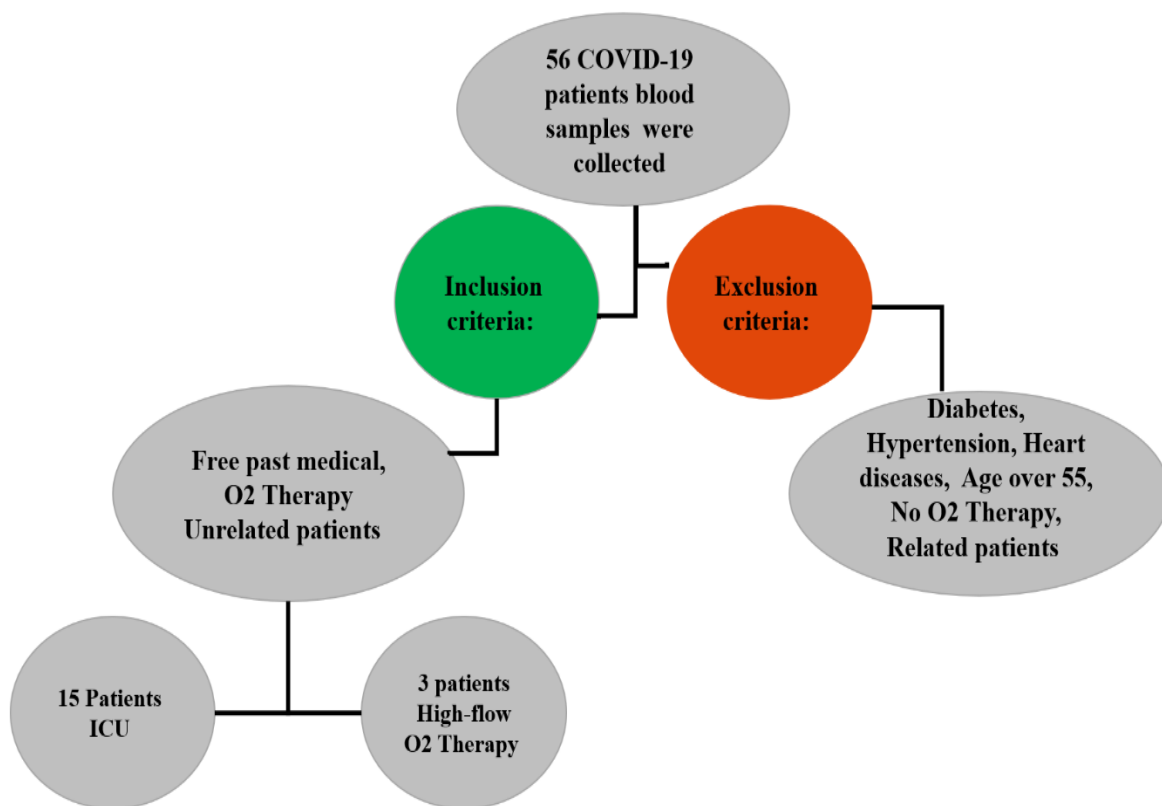 56 COVID-19
patients blood
samples were
collected
Inclusion
criteria:
Exclusion
criteria:
Free past medical,
O2 Therapy
Unrelated patients
Diabetes,
Hypertension, Heart
diseases, Age over 55,
No O2 Therapy,
Related patients
15 Patients
ICU
3 patients
High-flow
O2 Therapy